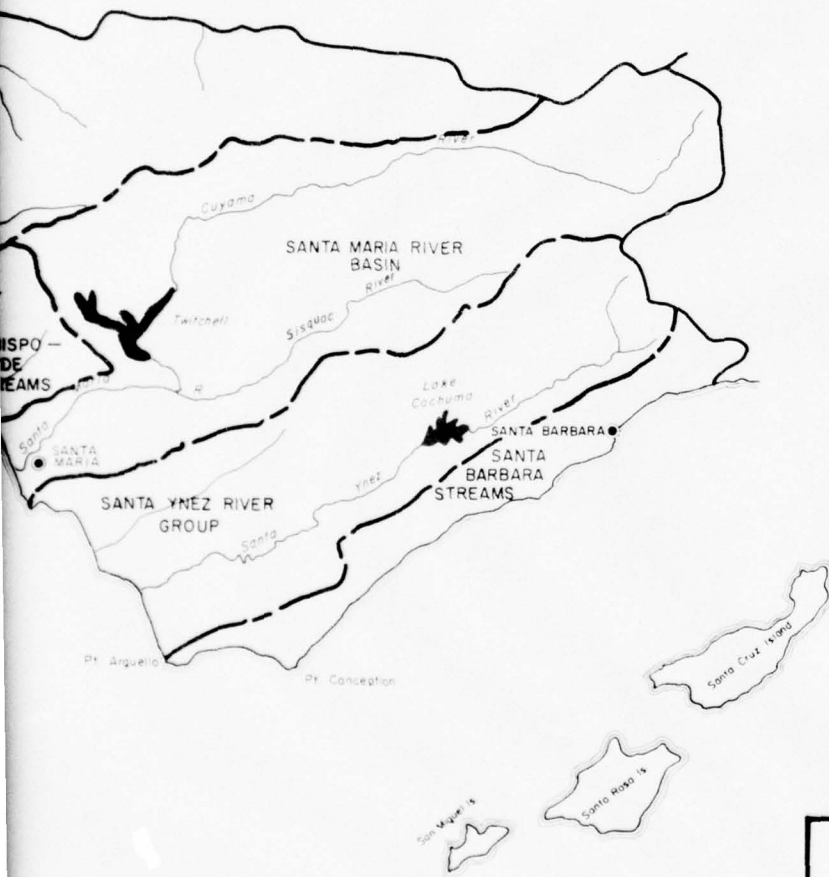 River
Cuyama
SANTA MARIA RIVER
BASIN
River
Sisquoc
Twitchell
ISPO —
DE
EAMS
Maria
R.
Santa
SANTA
MARIA
Lake
Cachuma
River
SANTA BARBARA
SANTA
BARBARA
STREAMS
Ynez
SANTA YNEZ RIVER
GROUP
Santa
Pt. Arguello
Pt. Conception
Santa Cruz Island
Santa Rosa Is.
San Miguel Is.